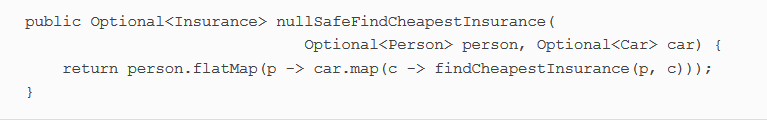 public Optional<Insurance> nullSafeFindCheapestInsurance(
Optional<Person> person, Optional<Car> car) {
return person.flatMap(p -> car.map(c -> findCheapestInsurance(p, c)));
}